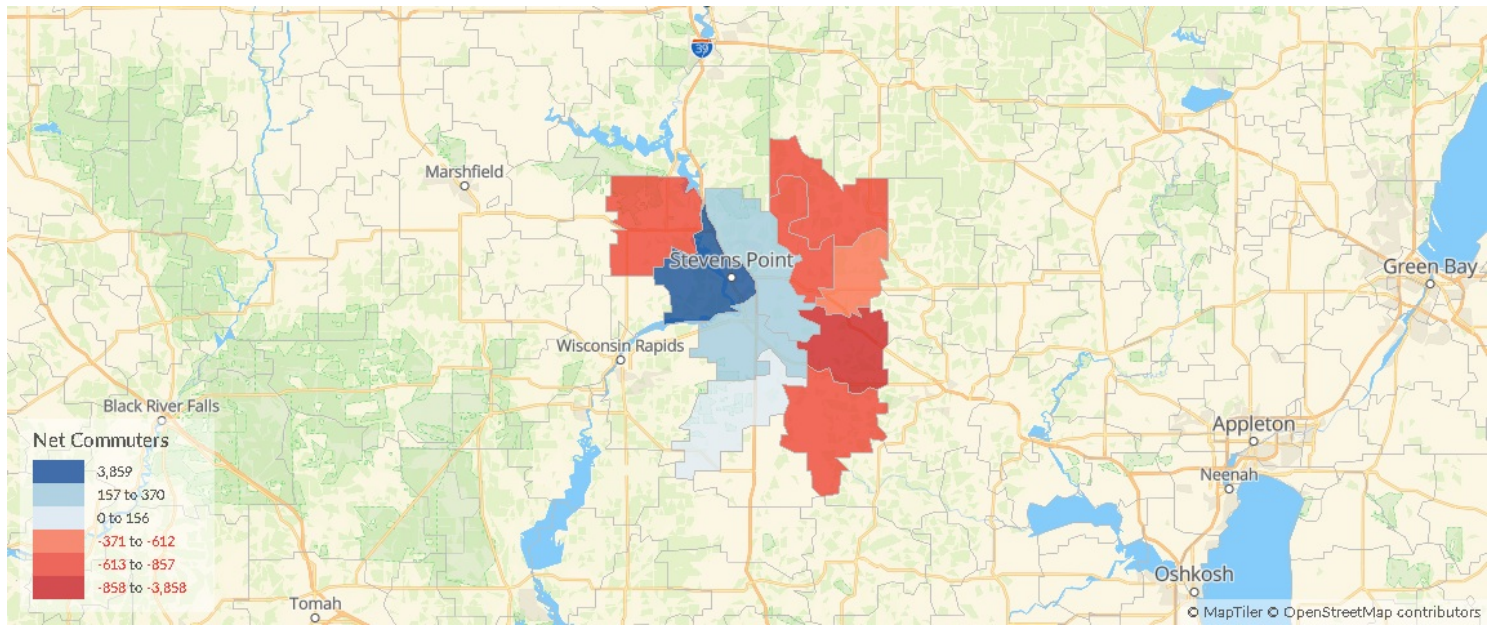 39
Marshfield
Stevens Point
Green Bay
Wisconsin Rapids
Black River Falls
Appleton
Neenah
Oshkosh
Tomah
Net Commuters
3,859
157 to 370
0 to 156
-371 to -612
-613 to -857
-858 to -3,858
© MapTiler © OpenStreetMap contributors